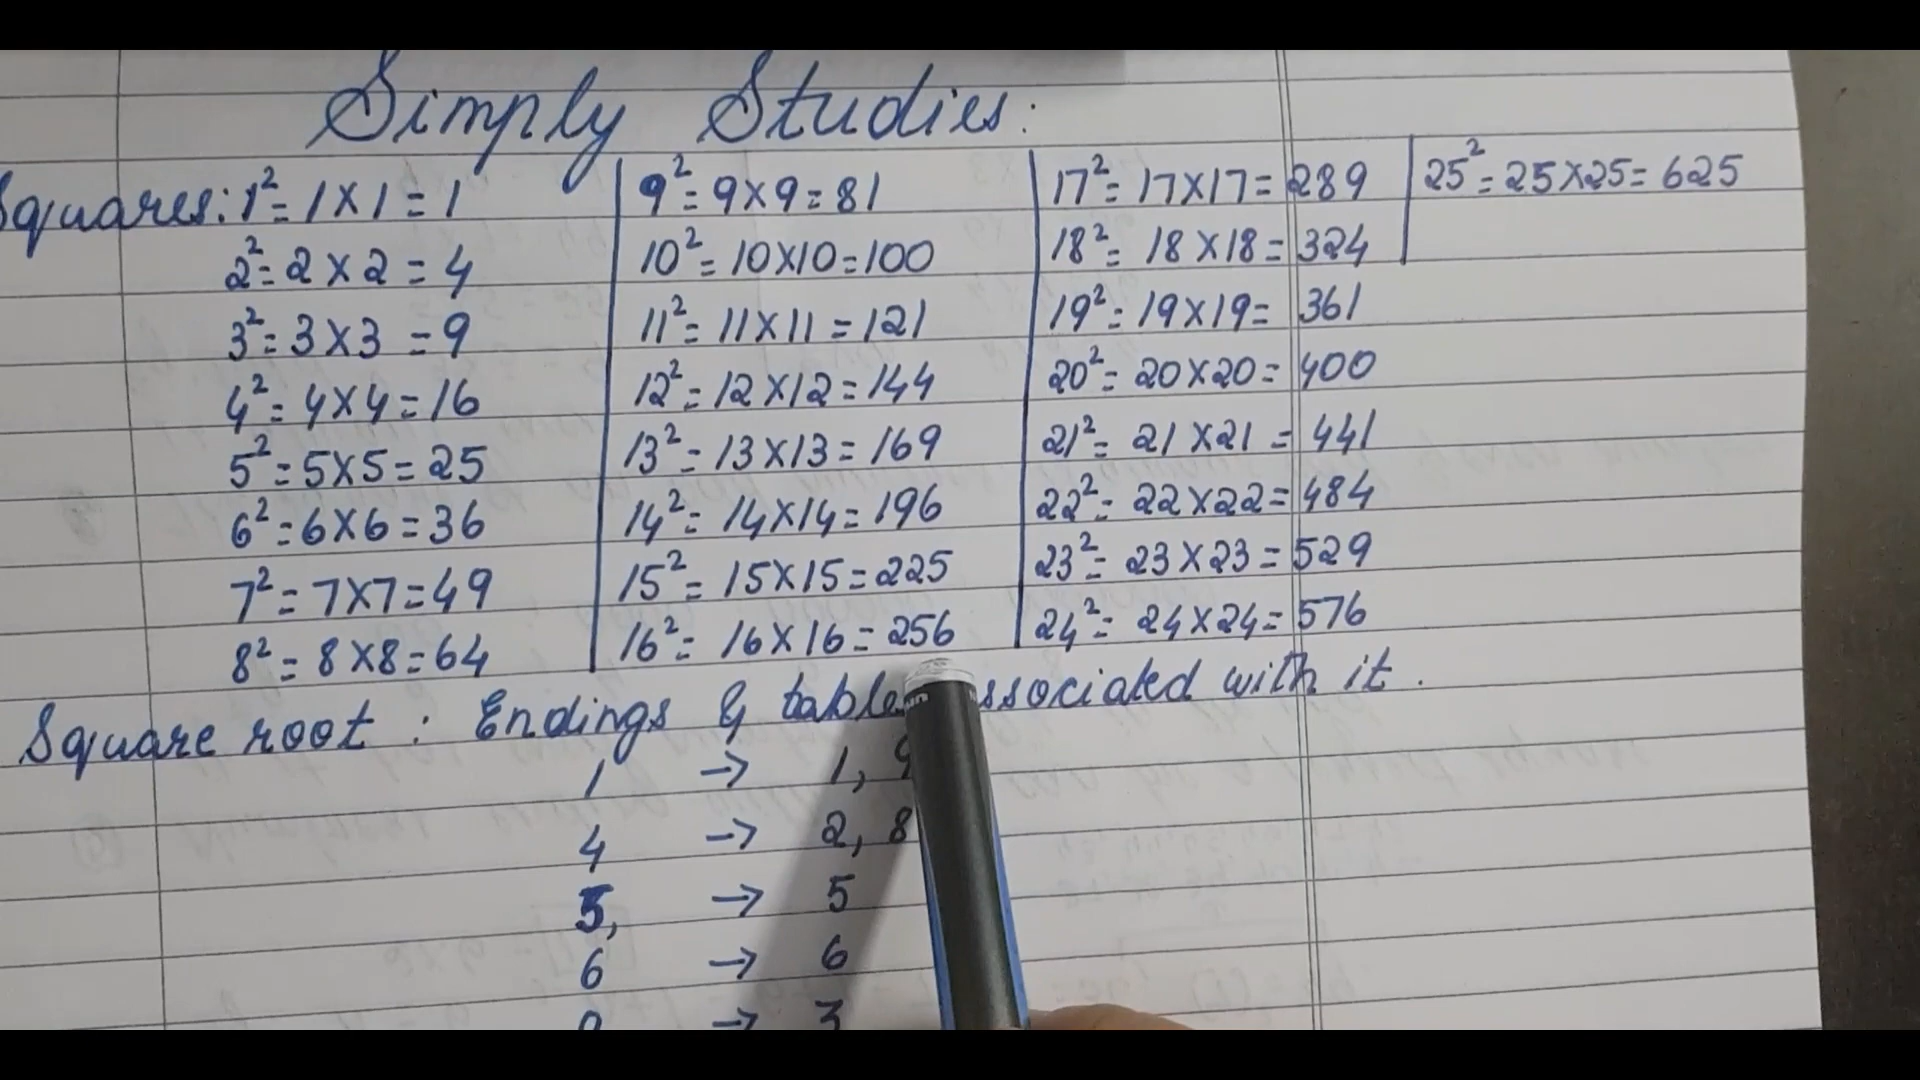 Simply Studies:
Squares: 1² = 1 X 1 = 1
2² = 2 X 2 = 4
3² = 3 X 3 = 9
4² = 4 X 4 = 16
5² = 5 X 5 = 25
6² = 6 X 6 = 36
7² = 7 X 7 = 49
8² = 8 X 8 = 64
9² = 9 X 9 = 81
10² = 10 X 10 = 100
11² = 11 X 11 = 121
12² = 12 X 12 = 144
13² = 13 X 13 = 169
14² = 14 X 14 = 196
15² = 15 X 15 = 225
16² = 16 X 16 = 256
17² = 17 X 17 = 289
18² = 18 X 18 = 324
19² = 19 X 19 = 361
20² = 20 X 20 = 400
21² = 21 X 21 = 441
22² = 22 X 22 = 484
23² = 23 X 23 = 529
24² = 24 X 24 = 576
25² = 25 X 25 = 625
Square root : Endings & table associated with it.
1 → 1, 9
4 → 2, 8
5, → 5
6 → 6
→ 3